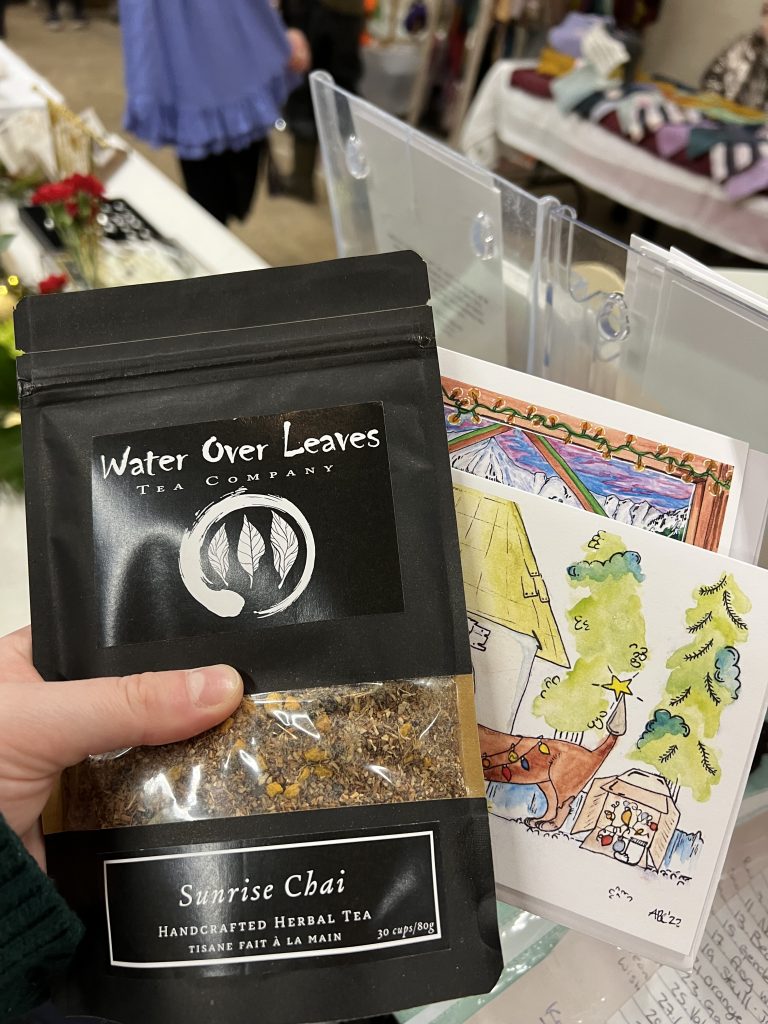 Water Over Leaves
Tea Company
Sunrise Chai
Handcrafted Herbal Tea
tisane fait à la main
30 cups/80g
ABC'22